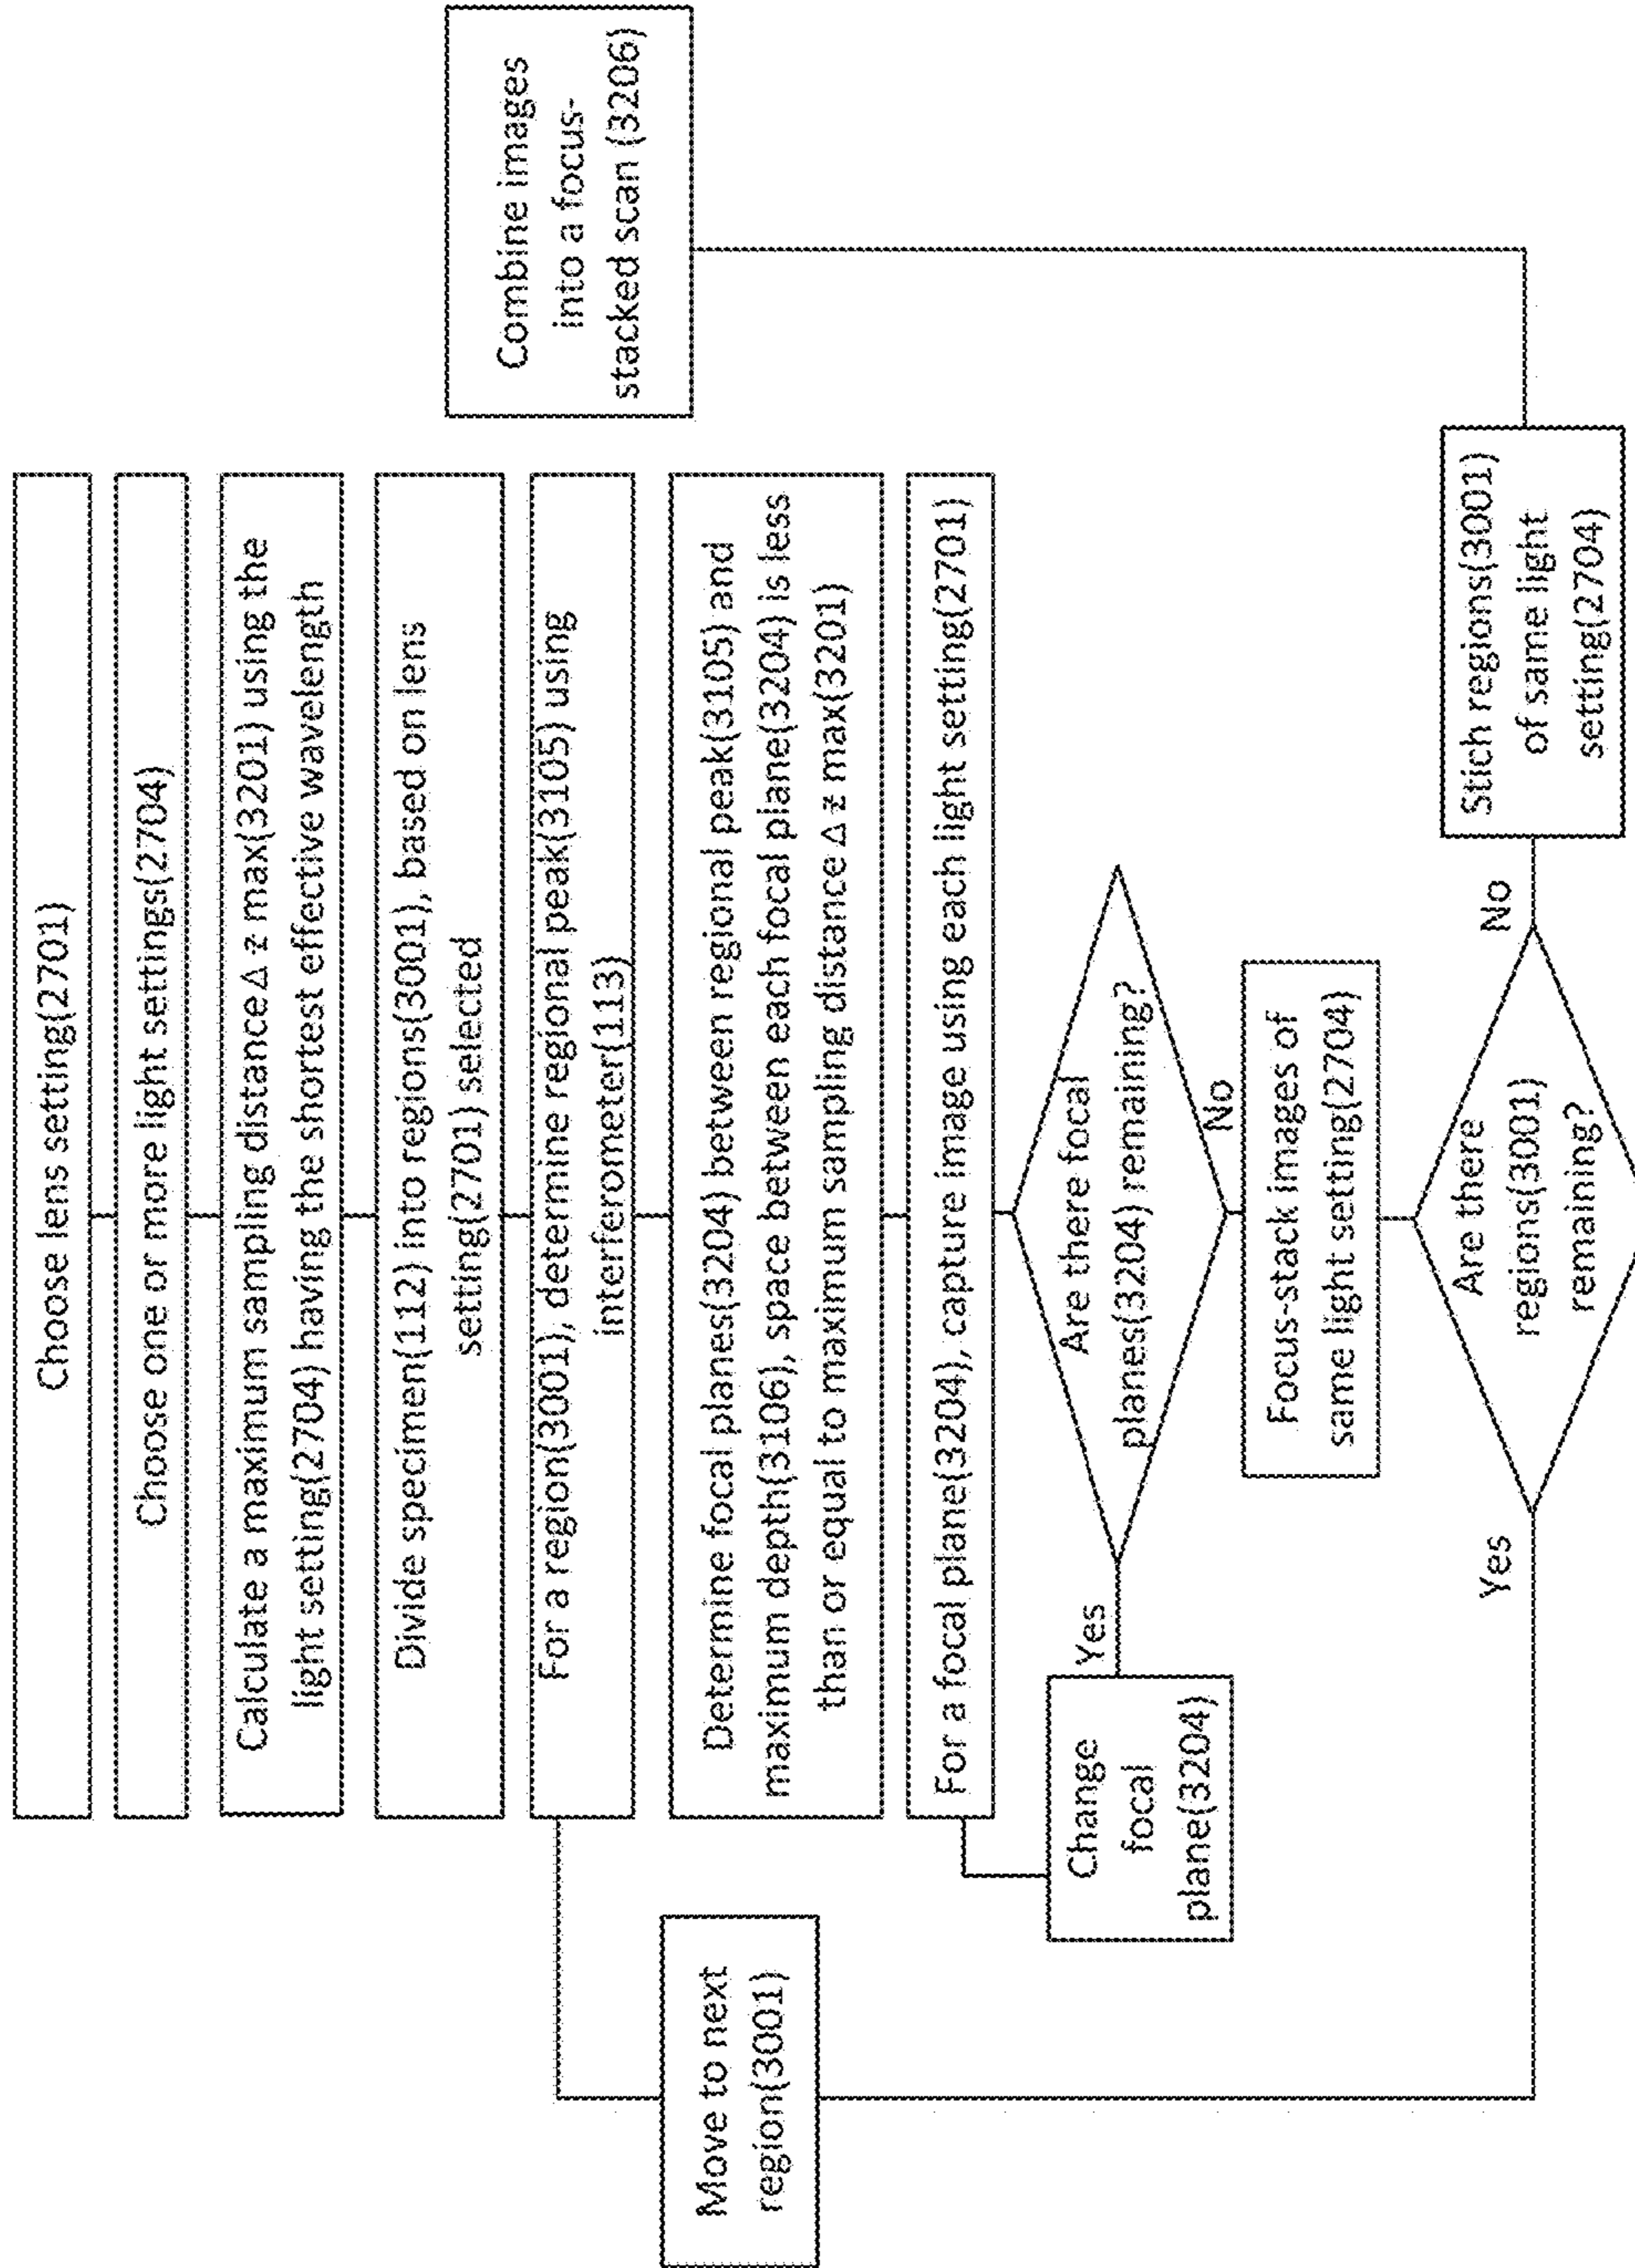 Choose lens setting(2701)
Choose one or more light settings(2704)
Calculate a maximum sampling distance Δ z max(3201) using the
light setting(2704) having the shortest effective wavelength
Divide specimen(112) into regions(3001), based on lens
setting(2701) selected
For a region(3001), determine regional peak(3105) using
interferometer(113)
Determine focal planes(3204) between regional peak(3105) and
maximum depth(3106), space between each focal plane(3204) is less
than or equal to maximum sampling distance Δ z max(3201)
For a focal plane(3204), capture image using each light setting(2701)
Are there focal
planes(3204) remaining?
Yes
Change
focal
plane(3204)
No
Focus-stack images of
same light setting(2704)
Are there
regions(3001)
remaining?
Yes
Move to next
region(3001)
No
Stich regions(3001)
of same light
setting(2704)
Combine images
into a focus-
stacked scan (3206)